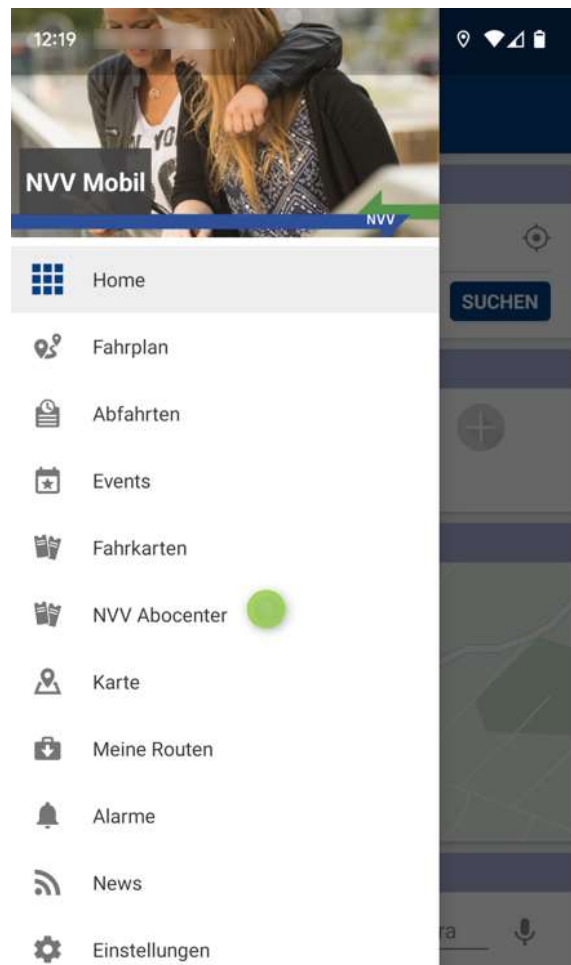 12:19
NVV Mobil
NVV
Home
SUCHEN
Fahrplan
Abfahrten
Events
Fahrkarten
NVV Abocenter
Karte
Meine Routen
Alarme
News
ra
Einstellungen